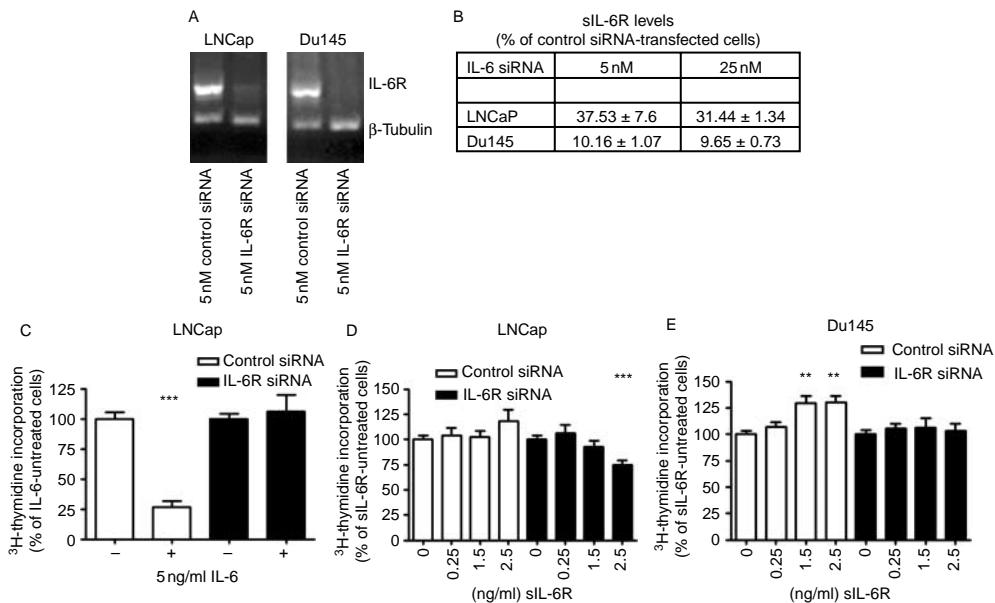 A
LNCap
Du145
IL-6R
β-Tubulin
5 nM control siRNA
5 nM IL-6R siRNA
5 nM control siRNA
5 nM IL-6R siRNA
B
sIL-6R levels
(% of control siRNA-transfected cells)
IL-6 siRNA 5 nM 25 nM
LNCaP 37.53 ± 7.6 31.44 ± 1.34
Du145 10.16 ± 1.07 9.65 ± 0.73
C
LNCap
Control siRNA
IL-6R siRNA
³H-thymidine incorporation
(% of IL-6-untreated cells)
125
100
75
50
25
0
***
– + – +
5 ng/ml IL-6
D
LNCap
Control siRNA
IL-6R siRNA
³H-thymidine incorporation
(% of sIL-6R-untreated cells)
150
125
100
75
50
25
0
***
0 0.25 1.5 2.5 0 0.25 1.5 2.5
(ng/ml) sIL-6R
E
Du145
Control siRNA
IL-6R siRNA
³H-thymidine incorporation
(% of sIL-6R-untreated cells)
150
125
100
75
50
25
0
** **
0 0.25 1.5 2.5 0 0.25 1.5 2.5
(ng/ml) sIL-6R